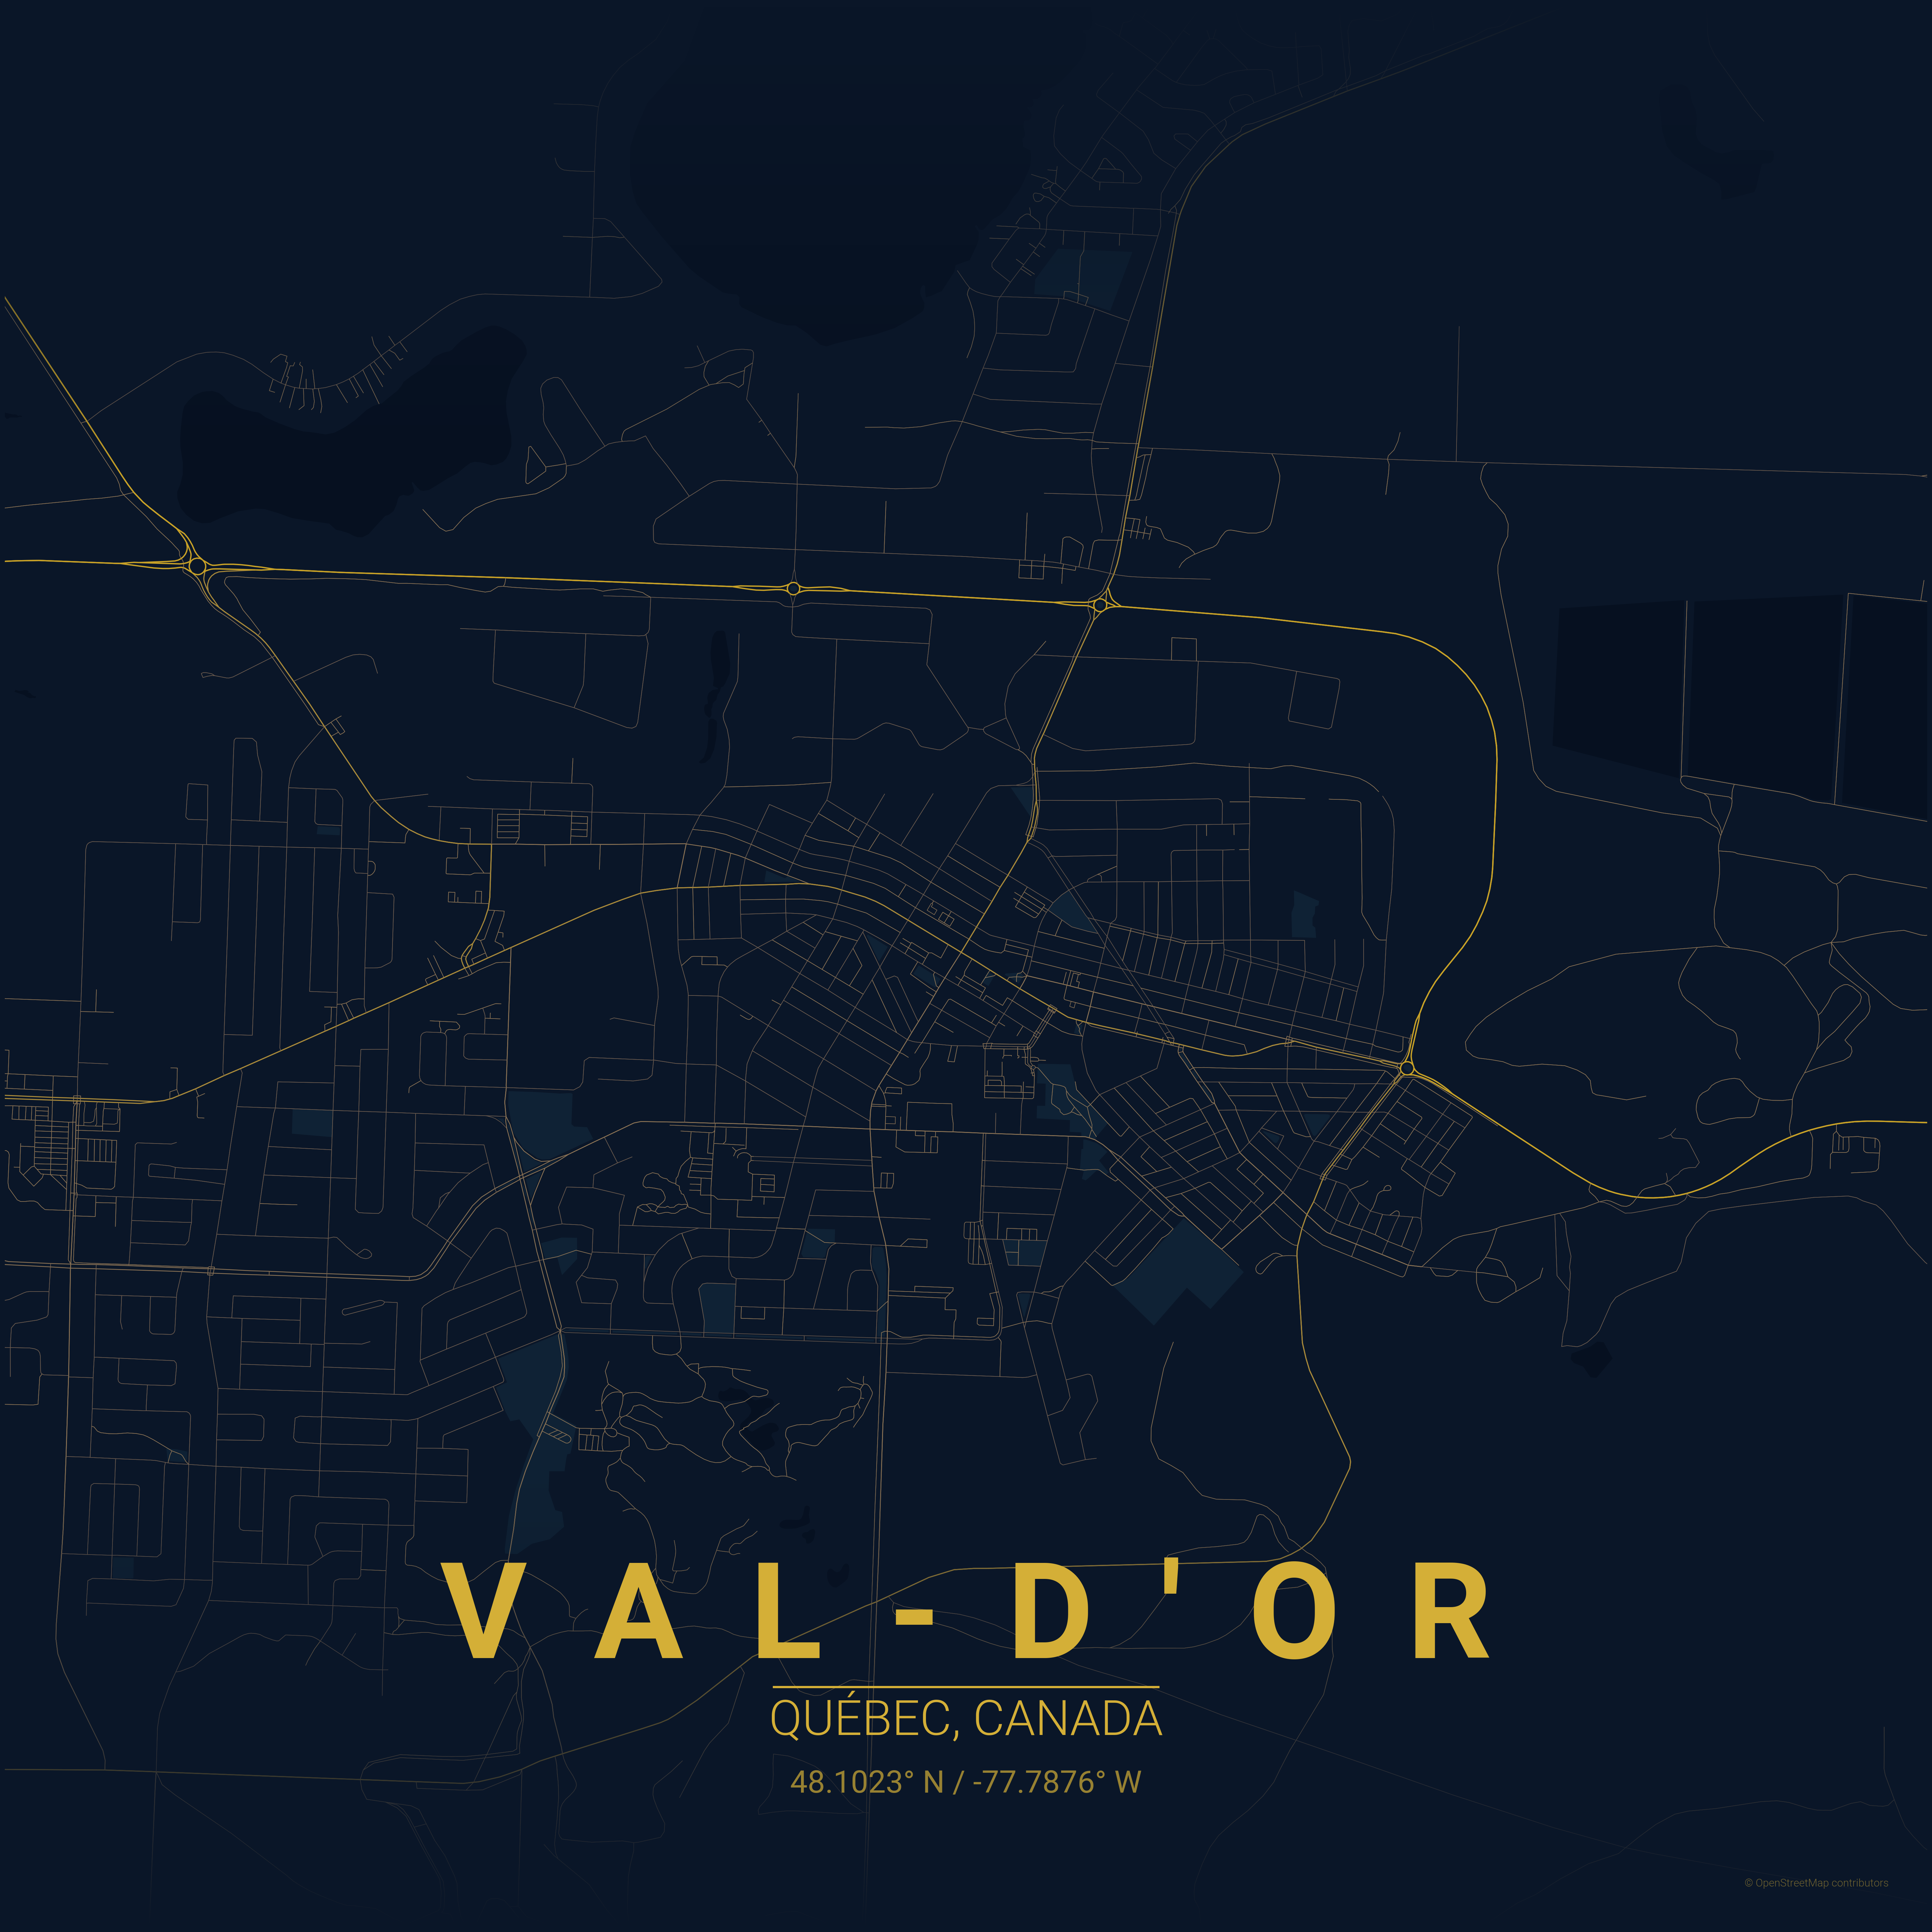 VAL-D'OR
QUÉBEC, CANADA
48.1023° N / -77.7876° W
© OpenStreetMap contributors